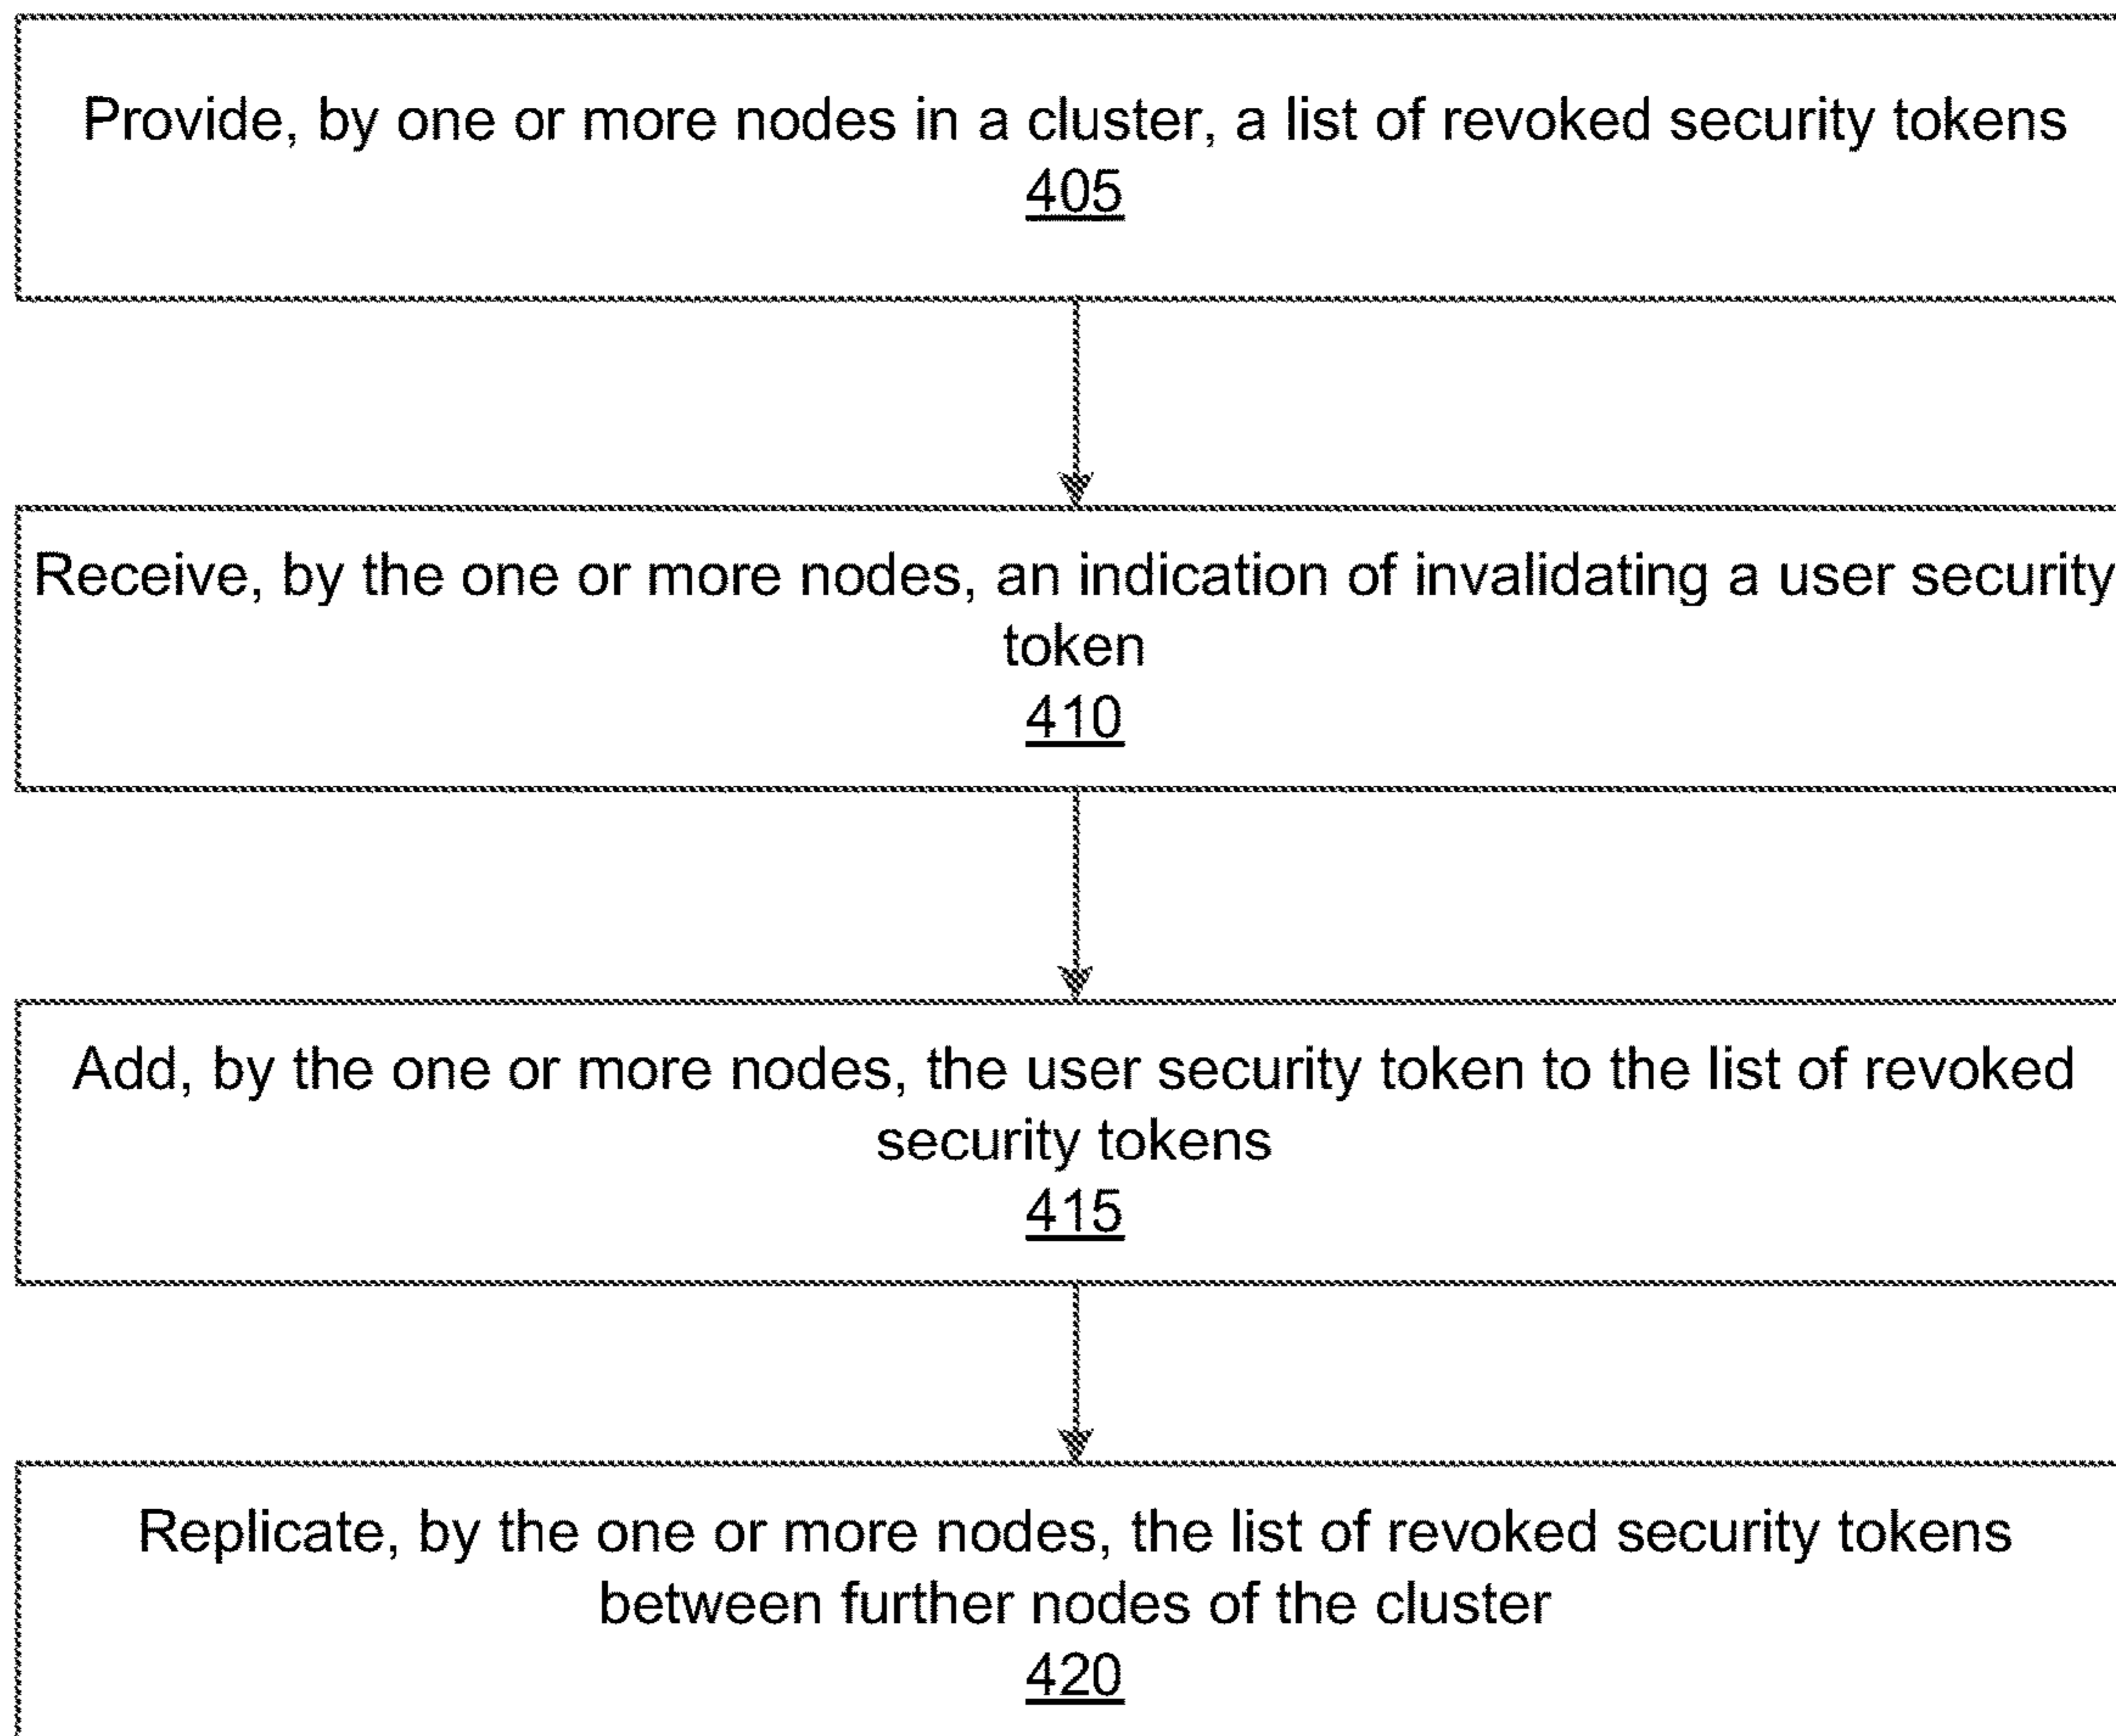 Provide, by one or more nodes in a cluster, a list of revoked security tokens
405
Receive, by the one or more nodes, an indication of invalidating a user security
token
410
Add, by the one or more nodes, the user security token to the list of revoked
security tokens
415
Replicate, by the one or more nodes, the list of revoked security tokens
between further nodes of the cluster
420